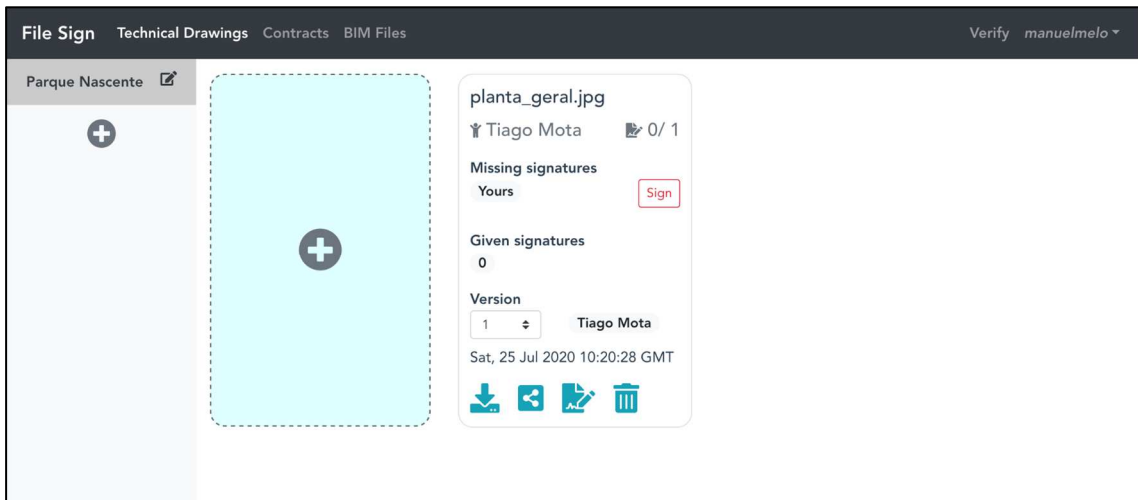 File Sign Technical Drawings Contracts BIM Files Verify manuelmelo
Parque Nascente
planta_geral.jpg
Tiago Mota 0/ 1
Missing signatures
Yours Sign
Given signatures
0
Version
1 Tiago Mota
Sat, 25 Jul 2020 10:20:28 GMT